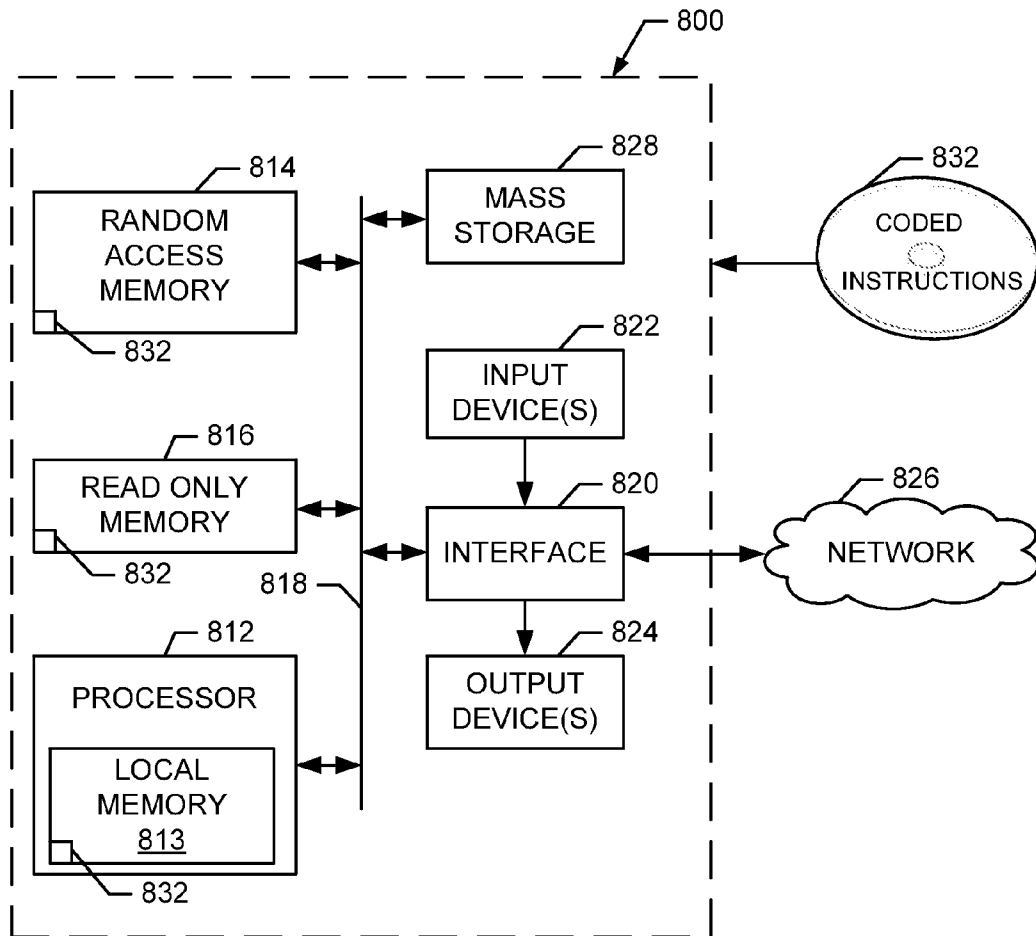 800
814
RANDOM
ACCESS
MEMORY
832
828
MASS
STORAGE
832
CODED
INSTRUCTIONS
822
INPUT
DEVICE(S)
816
READ ONLY
MEMORY
832
820
INTERFACE
826
NETWORK
818
812
PROCESSOR
LOCAL
MEMORY
813
832
824
OUTPUT
DEVICE(S)